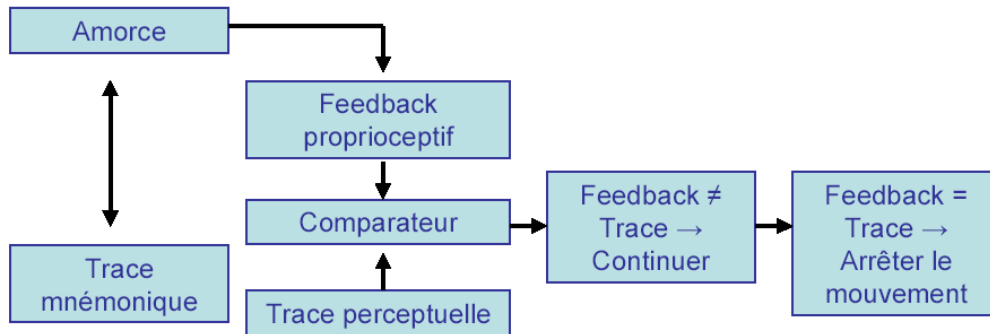 Amorce
Feedback
proprioceptif
Comparateur
Trace
mnémonique
Trace perceptuelle
Feedback ≠
Trace →
Continuer
Feedback =
Trace →
Arrêter le
mouvement